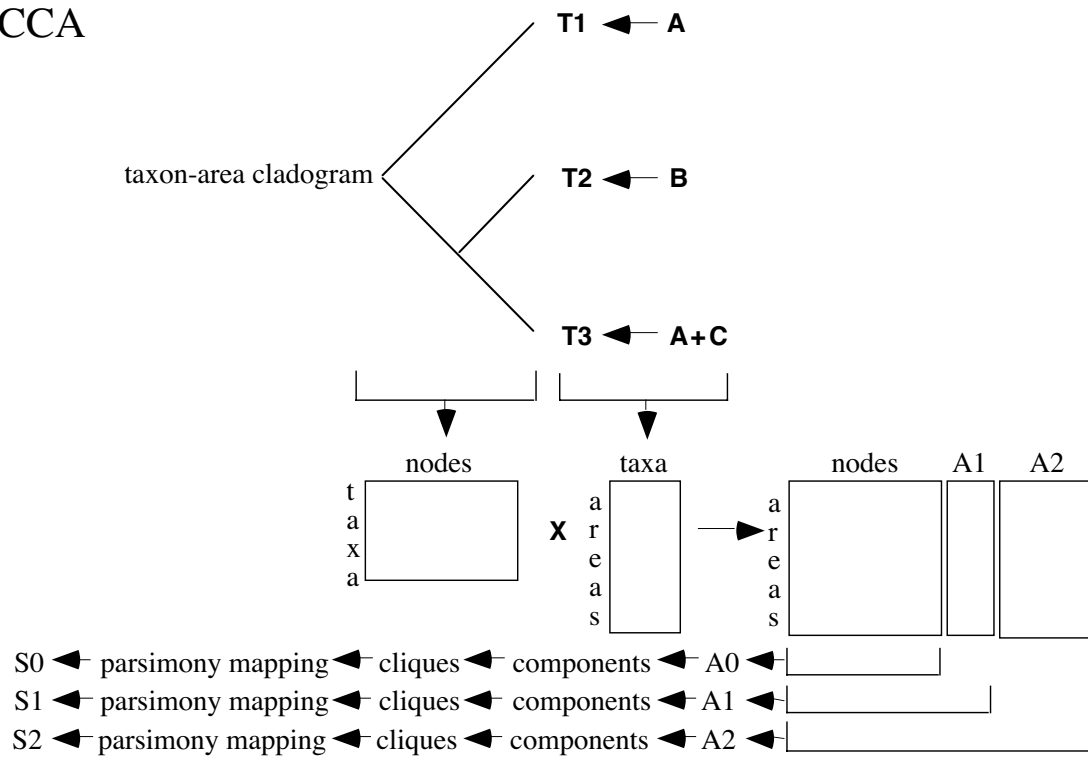 CCA
T1 A
taxon-area cladogram
T2 B
T3 A+C
nodes taxa nodes A1 A2
taxa
X
areas
areas
S0 parsimony mapping cliques components A0
S1 parsimony mapping cliques components A1
S2 parsimony mapping cliques components A2